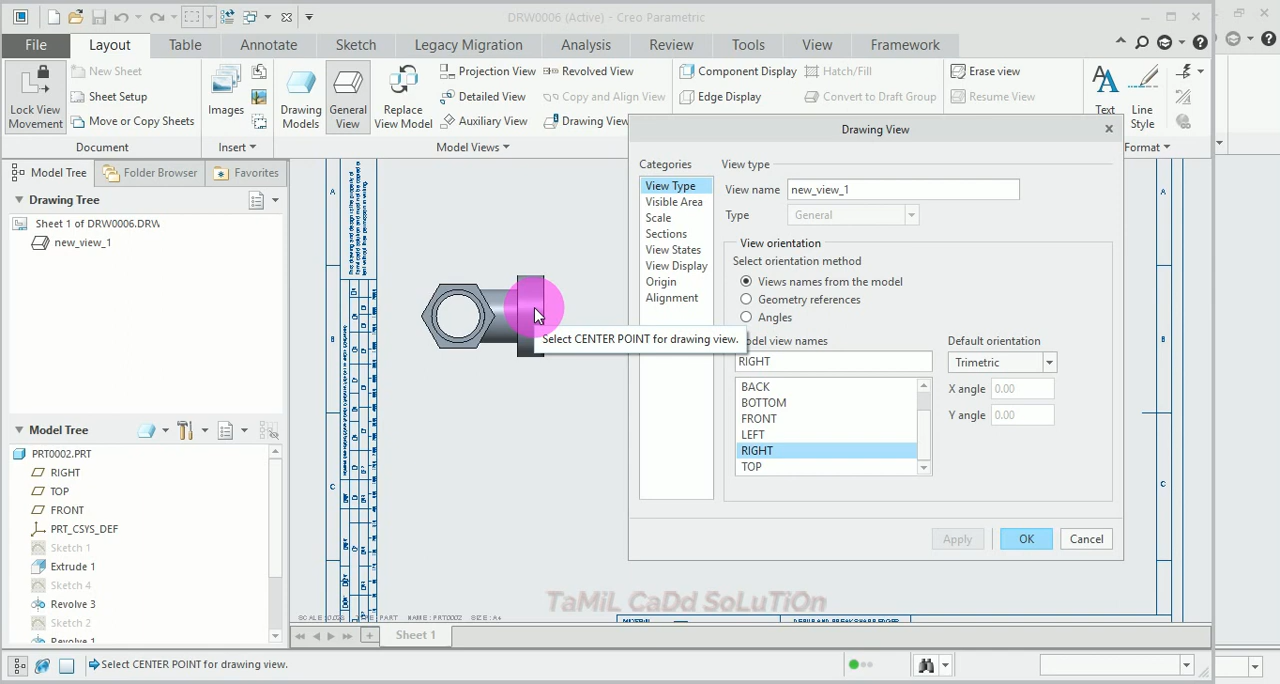 DRW0006 (Active) - Creo Parametric
File Layout Table Annotate Sketch Legacy Migration Analysis Review Tools View Framework
New Sheet
Sheet Setup
Move or Copy Sheets
Lock View Movement
Document
Images
Insert
Drawing Models
General View
Replace View Model
Projection View
Detailed View
Auxiliary View
Revolved View
Copy and Align View
Drawing View
Model Views
Component Display
Edge Display
Hatch/Fill
Convert to Draft Group
Erase view
Resume View
Text
Line Style
Format
Model Tree Folder Browser Favorites
Drawing Tree
Sheet 1 of DRW0006.DRW
new_view_1
Model Tree
PRT0002.PRT
RIGHT
TOP
FRONT
PRT_CSYS_DEF
Sketch 1
Extrude 1
Sketch 4
Revolve 3
Sketch 2
Revolve 1
A
B
C
A
B
C
Select CENTER POINT for drawing view.
Drawing View
Categories
View Type
Visible Area
Scale
Sections
View States
View Display
Origin
Alignment
View type
View name new_view_1
Type General
View orientation
Select orientation method
Views names from the model
Geometry references
Angles
odel view names
RIGHT
BACK
BOTTOM
FRONT
LEFT
RIGHT
TOP
Default orientation
Trimetric
X angle 0.00
Y angle 0.00
Apply OK Cancel
TaMiL CaDd SoLuTiOn
Sheet 1
Select CENTER POINT for drawing view.